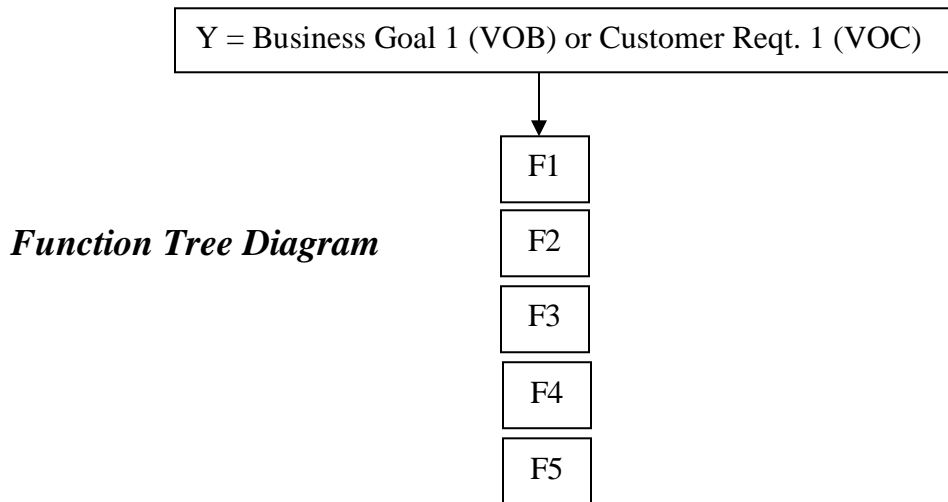 Y = Business Goal 1 (VOB) or Customer Reqt. 1 (VOC)
F1
Function Tree Diagram
F2
F3
F4
F5